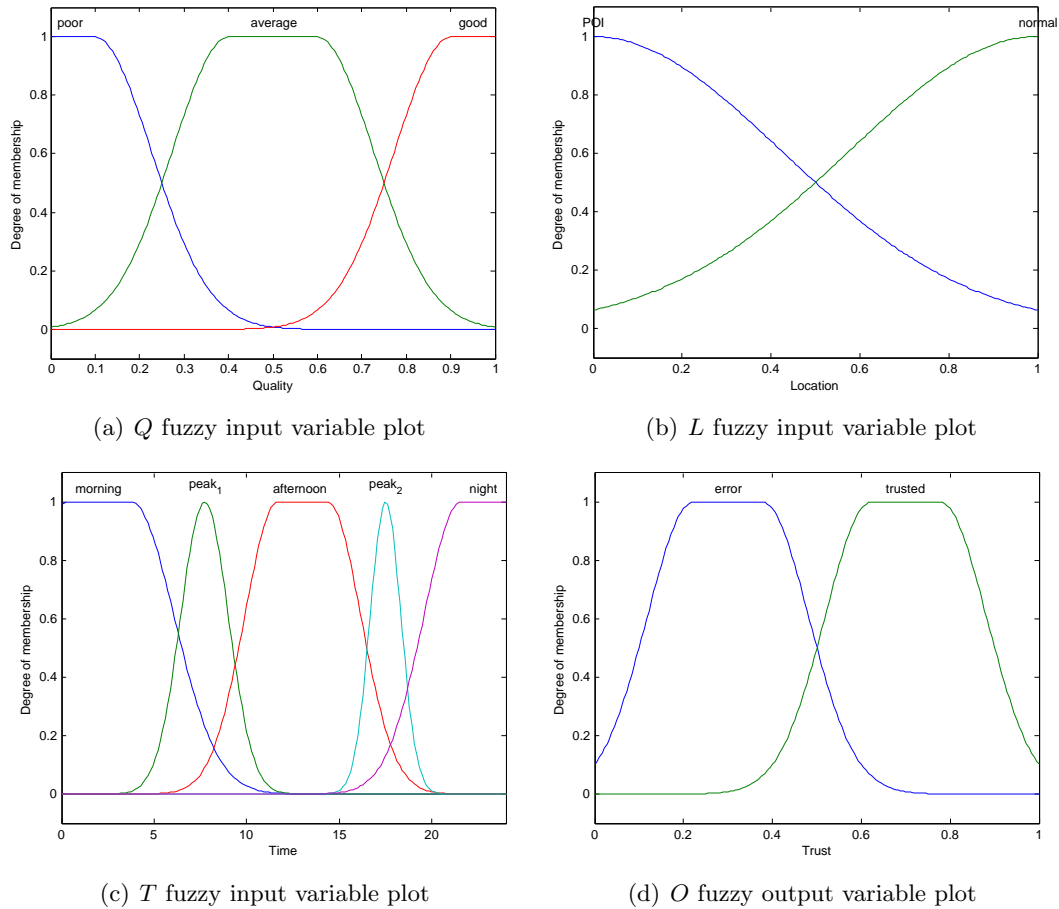 poor average good
1
0.8
0.6
0.4
0.2
0
Degree of membership
0 0.1 0.2 0.3 0.4 0.5 0.6 0.7 0.8 0.9 1
Quality
(a) Q fuzzy input variable plot
POI normal
1
0.8
0.6
0.4
0.2
0
Degree of membership
0 0.2 0.4 0.6 0.8 1
Location
(b) L fuzzy input variable plot
morning peak₁ afternoon peak₂ night
1
0.8
0.6
0.4
0.2
0
Degree of membership
0 5 10 15 20
Time
(c) T fuzzy input variable plot
error trusted
1
0.8
0.6
0.4
0.2
0
Degree of membership
0 0.2 0.4 0.6 0.8 1
Trust
(d) O fuzzy output variable plot